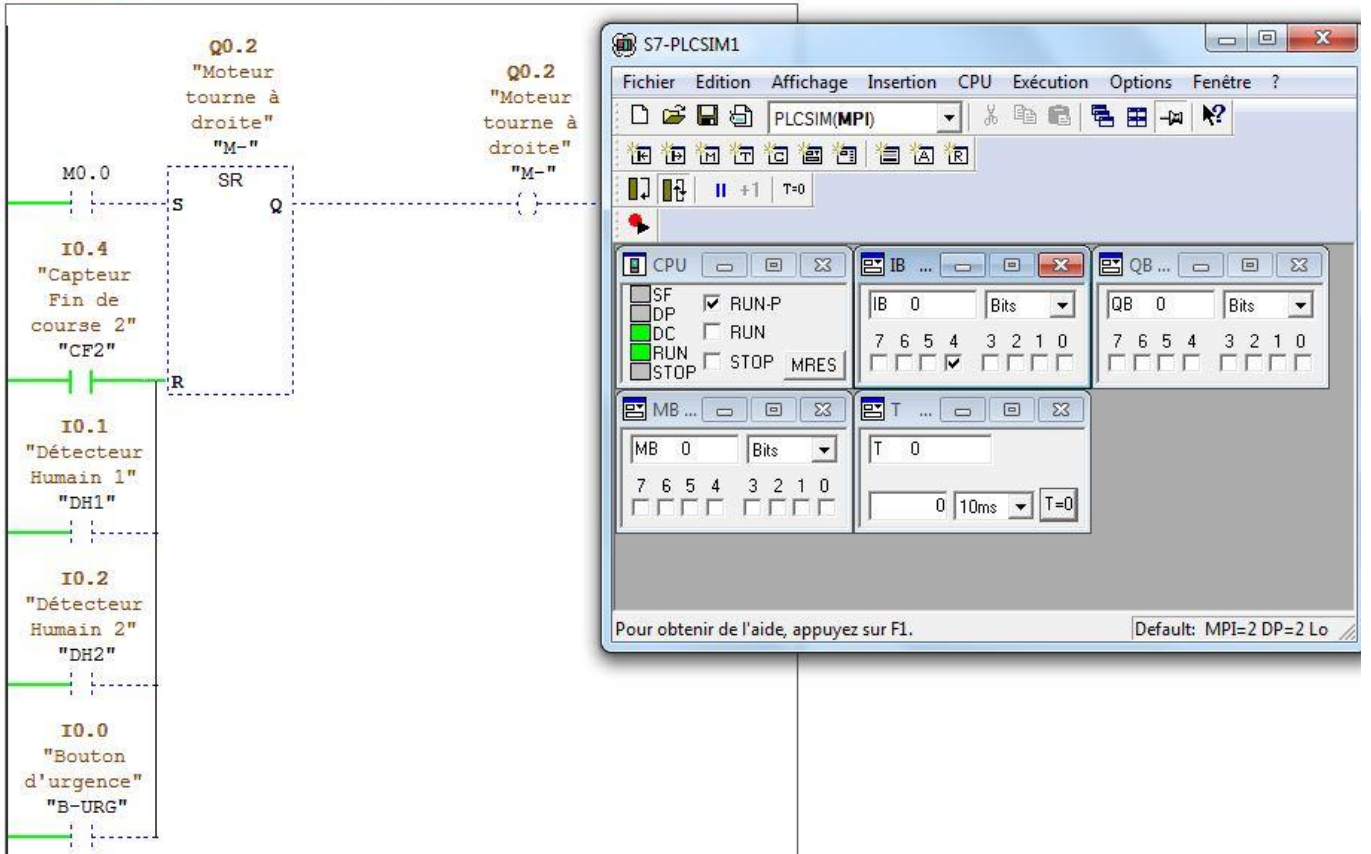 Q0.2
"Moteur
tourne à
droite"
"M-"
Q0.2
"Moteur
tourne à
droite"
"M-"
M0.0
SR
S
Q
I0.4
"Capteur
Fin de
course 2"
"CF2"
R
I0.1
"Détecteur
Humain 1"
"DH1"
I0.2
"Détecteur
Humain 2"
"DH2"
I0.0
"Bouton
d'urgence"
"B-URG"
S7-PLCSIM1
Fichier Edition Affichage Insertion CPU Exécution Options Fenêtre ?
PLCSIM(MPI)
+1 T=0
CPU
SF
DP
DC
RUN
STOP
RUN-P
RUN
STOP MRES
IB ...
IB 0 Bits
7 6 5 4 3 2 1 0
QB ...
QB 0 Bits
7 6 5 4 3 2 1 0
MB ...
MB 0 Bits
7 6 5 4 3 2 1 0
T ...
T 0
0 10ms T=0
Pour obtenir de l'aide, appuyez sur F1.
Default: MPI=2 DP=2 Lo